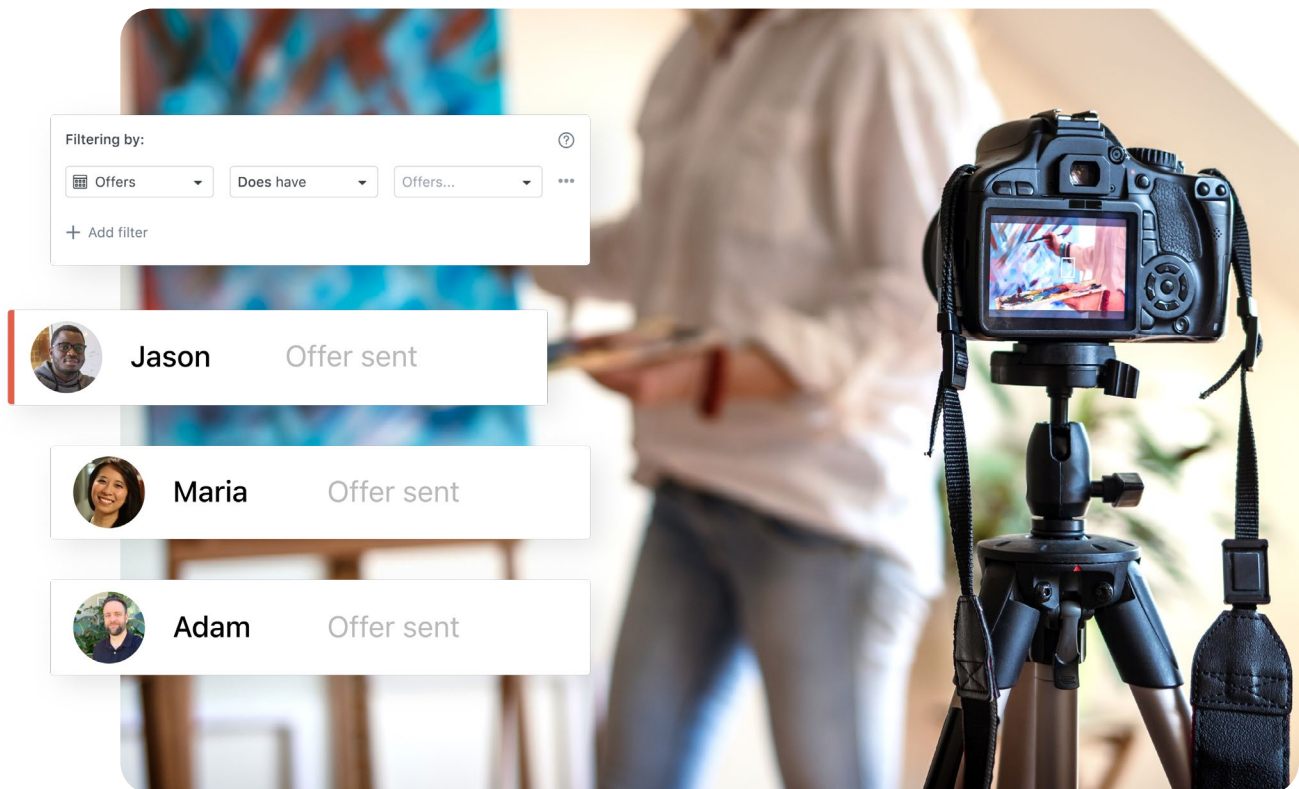 Filtering by:
Offers Does have Offers...
Add filter
Jason Offer sent
Maria Offer sent
Adam Offer sent